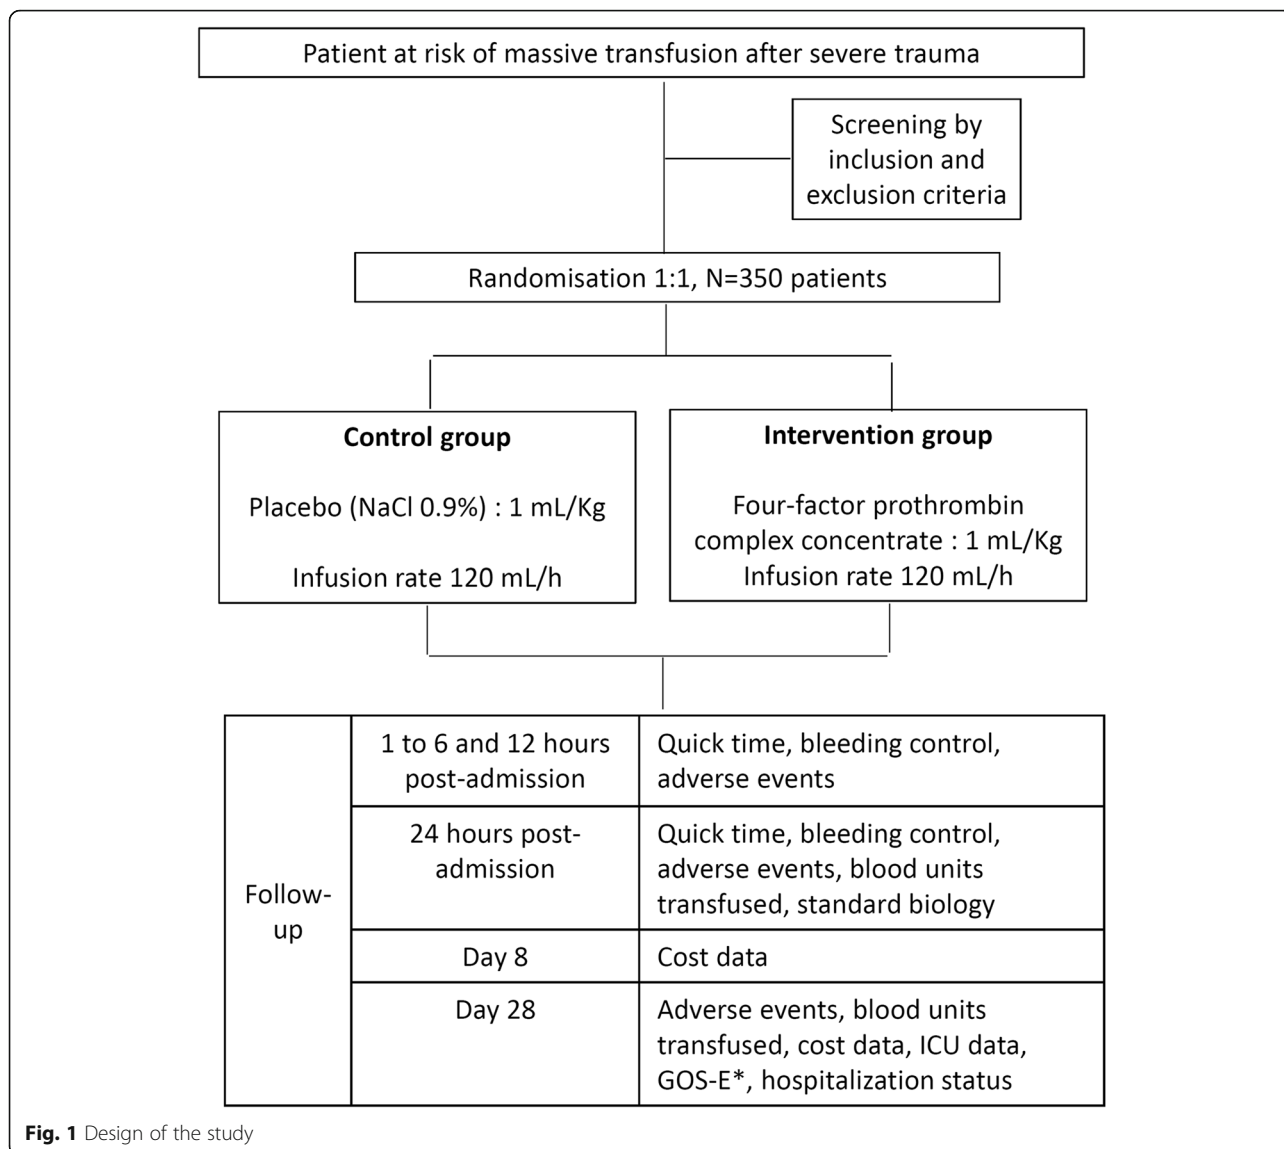 Patient at risk of massive transfusion after severe trauma
Screening by
inclusion and
exclusion criteria
Randomisation 1:1, N=350 patients
Control group
Placebo (NaCl 0.9%) : 1 mL/Kg
Infusion rate 120 mL/h
Intervention group
Four-factor prothrombin
complex concentrate : 1 mL/Kg
Infusion rate 120 mL/h
Follow-
up
1 to 6 and 12 hours
post-admission
Quick time, bleeding control,
adverse events
24 hours post-
admission
Quick time, bleeding control,
adverse events, blood units
transfused, standard biology
Day 8
Cost data
Day 28
Adverse events, blood units
transfused, cost data, ICU data,
GOS-E*, hospitalization status
Fig. 1 Design of the study